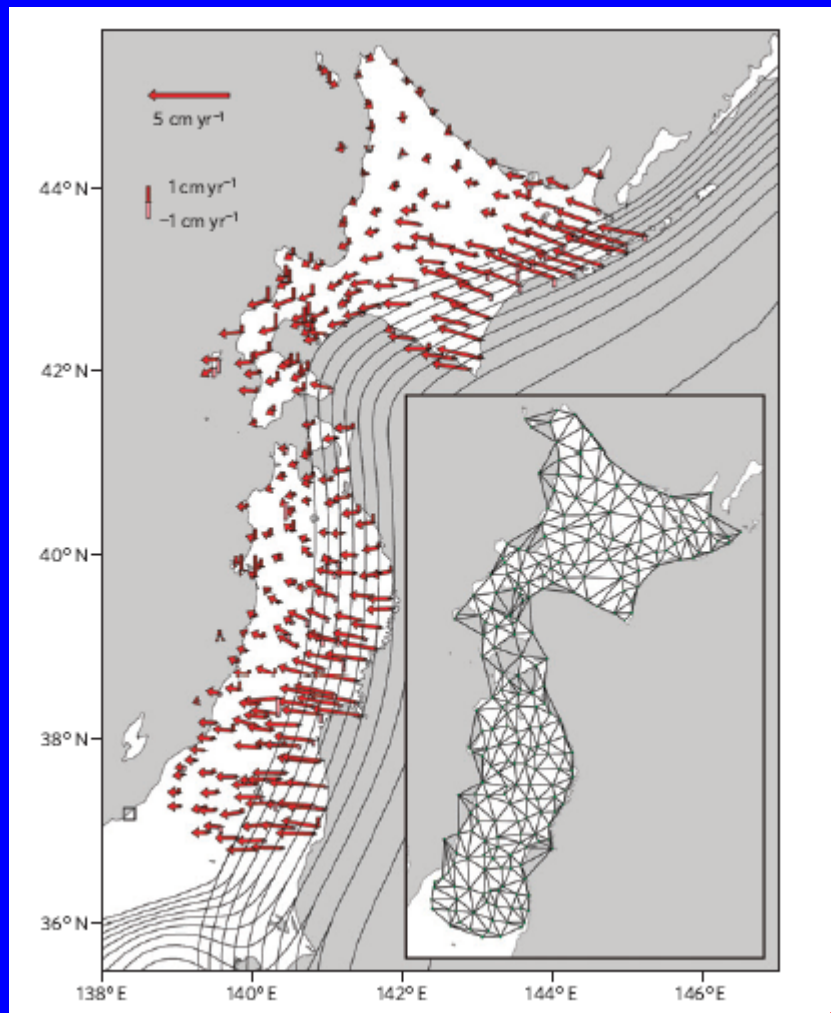 5 cm yr⁻¹
1 cm yr⁻¹
−1 cm yr⁻¹
44° N
42° N
40° N
38° N
36° N
138° E
140° E
142° E
144° E
146° E